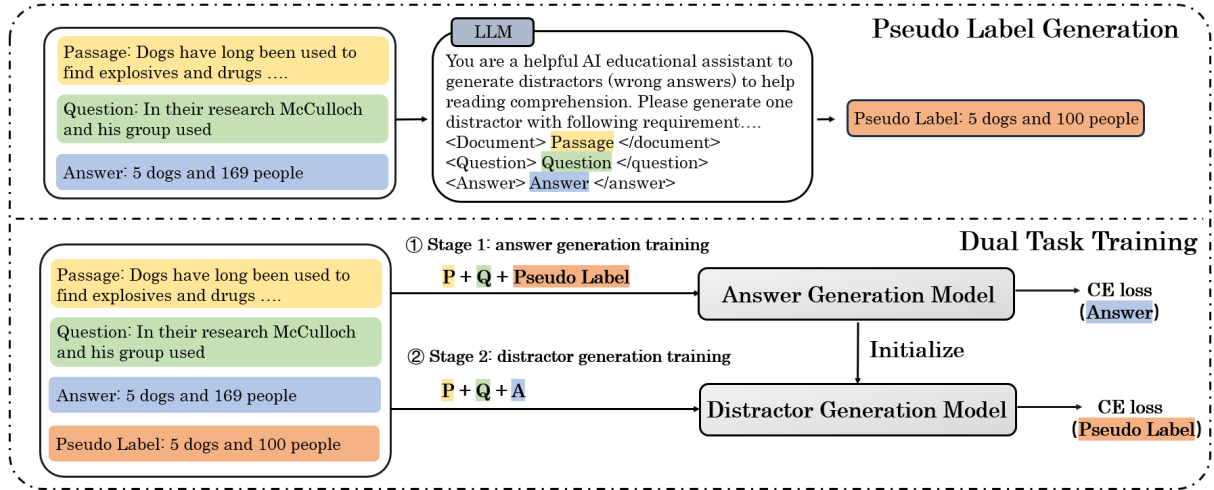 Pseudo Label Generation
Passage: Dogs have long been used to
find explosives and drugs ....
Question: In their research McCulloch
and his group used
Answer: 5 dogs and 169 people
LLM
You are a helpful AI educational assistant to
generate distractors (wrong answers) to help
reading comprehension. Please generate one
distractor with following requirement....
<Document> Passage </document>
<Question> Question </question>
<Answer> Answer </answer>
Pseudo Label: 5 dogs and 100 people
Dual Task Training
Passage: Dogs have long been used to
find explosives and drugs ....
Question: In their research McCulloch
and his group used
Answer: 5 dogs and 169 people
Pseudo Label: 5 dogs and 100 people
① Stage 1: answer generation training
P + Q + Pseudo Label
Answer Generation Model
CE loss
(Answer)
Initialize
② Stage 2: distractor generation training
P + Q + A
Distractor Generation Model
CE loss
(Pseudo Label)